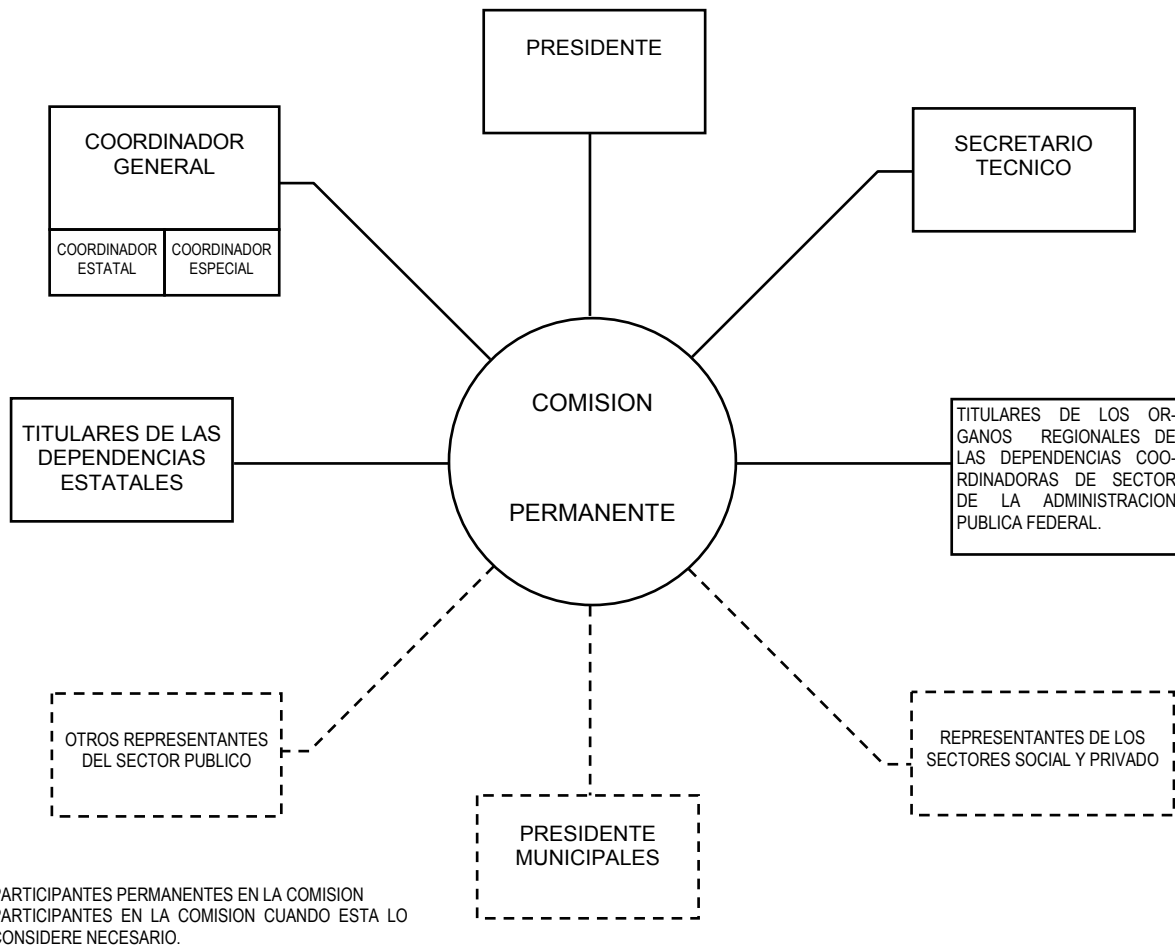 PRESIDENTE
COORDINADOR
GENERAL
COORDINADOR
ESTATAL
COORDINADOR
ESPECIAL
SECRETARIO
TECNICO
COMISION
PERMANENTE
TITULARES DE LAS
DEPENDENCIAS
ESTATALES
TITULARES DE LOS OR-
GANOS REGIONALES DE
LAS DEPENDENCIAS COO-
RDINADORAS DE SECTOR
DE LA ADMINISTRACION
PUBLICA FEDERAL.
OTROS REPRESENTANTES
DEL SECTOR PUBLICO
PRESIDENTE
MUNICIPALES
REPRESENTANTES DE LOS
SECTORES SOCIAL Y PRIVADO
PARTICIPANTES PERMANENTES EN LA COMISION
PARTICIPANTES EN LA COMISION CUANDO ESTA LO
CONSIDERE NECESARIO.